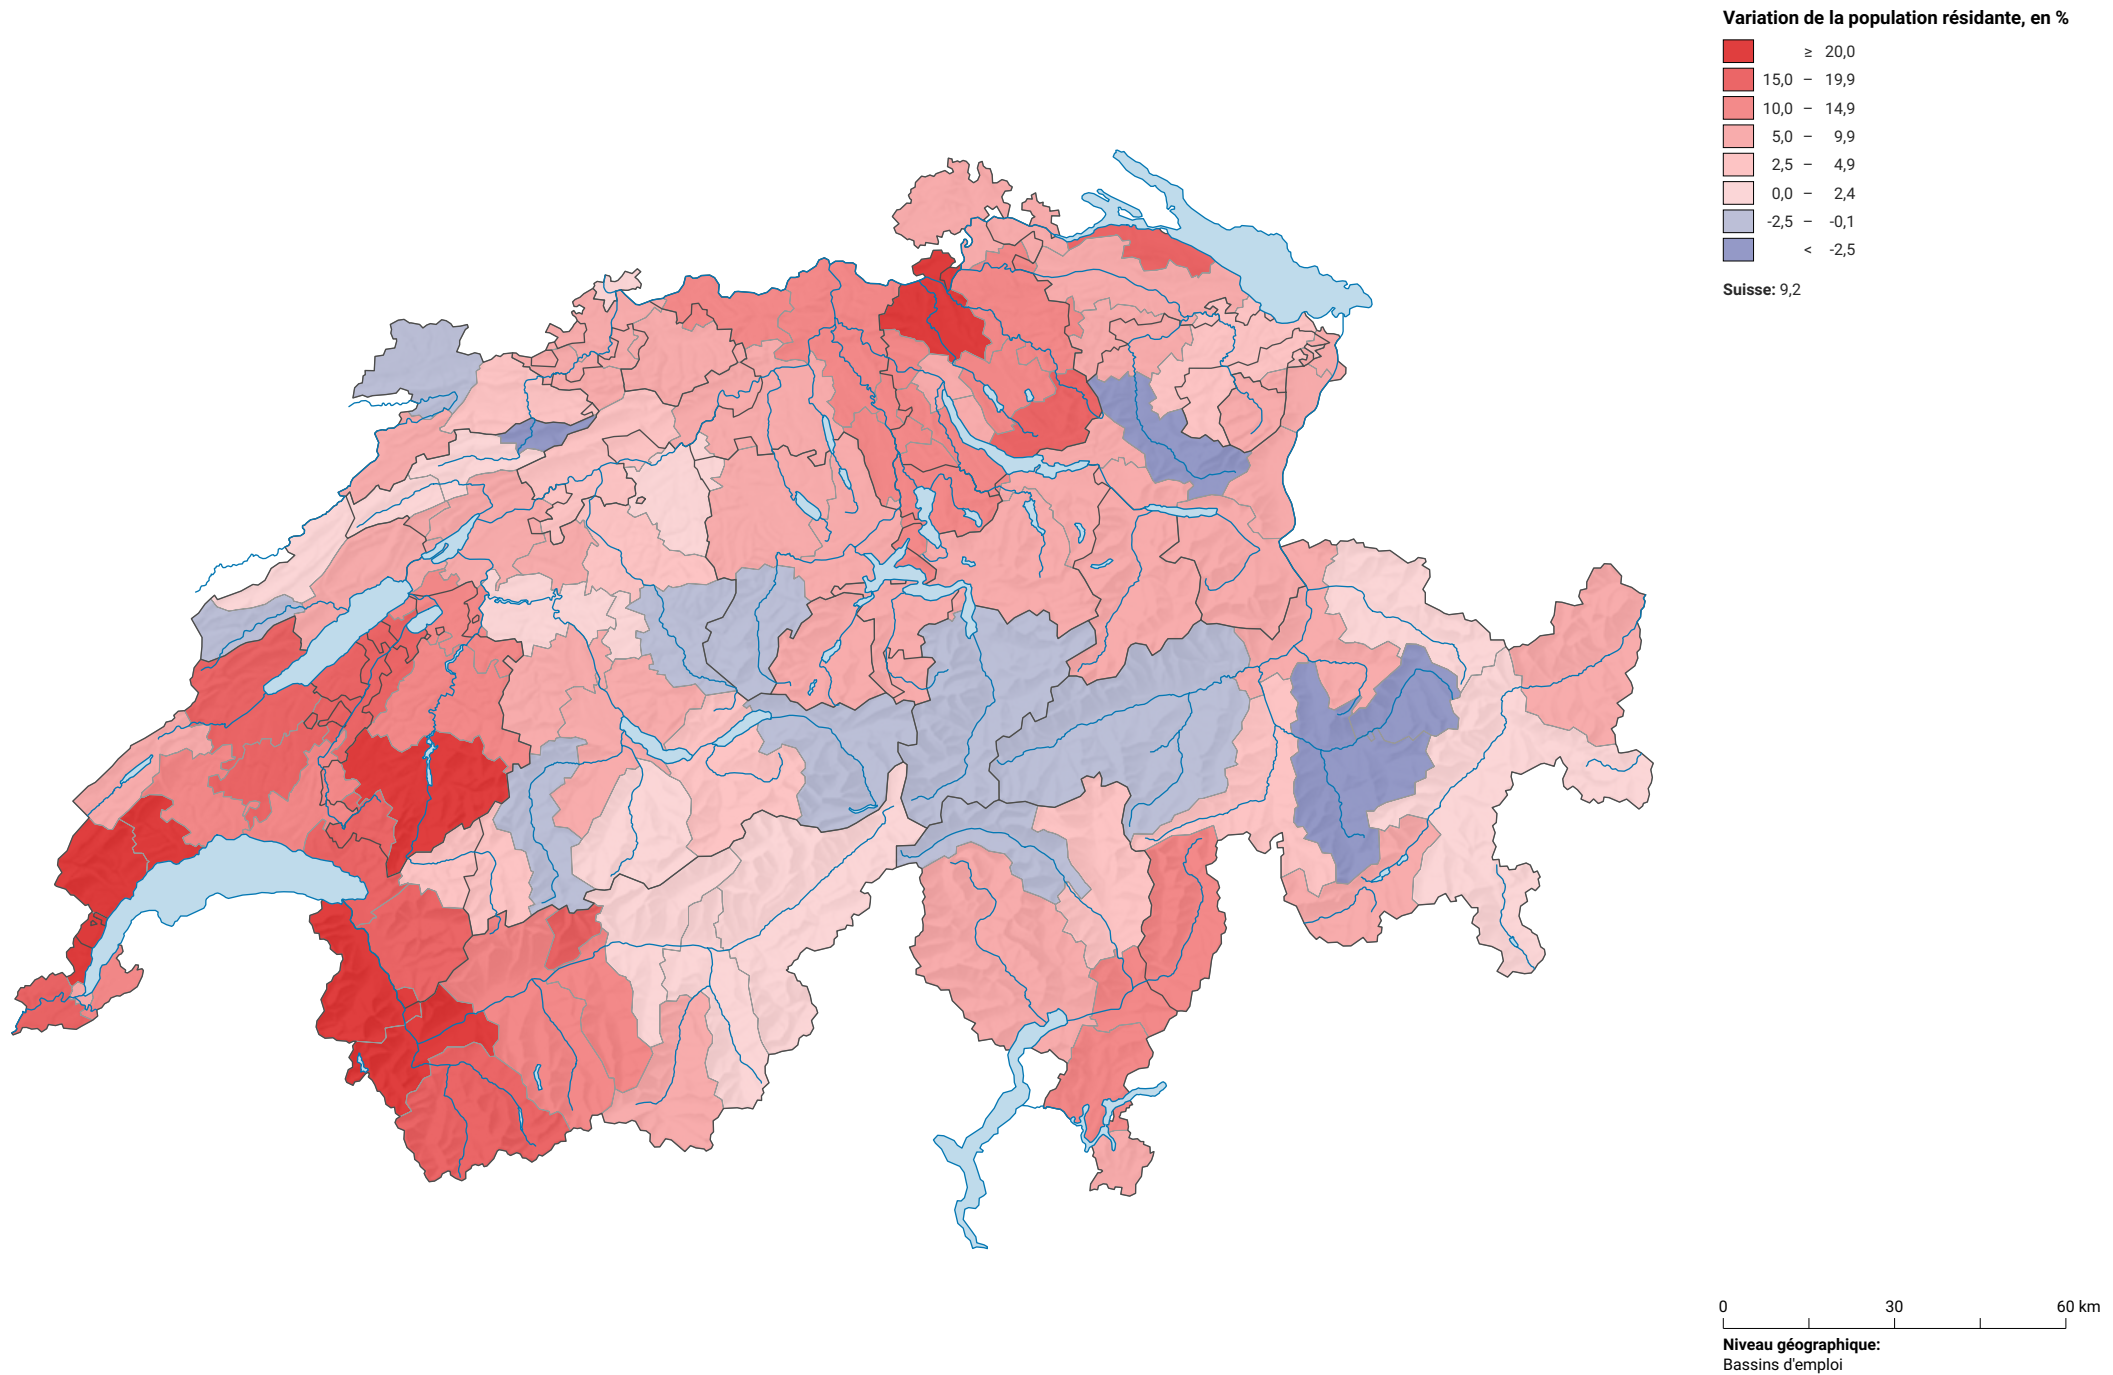 Variation de la population résidante, en %
≥ 20,0
15,0 – 19,9
10,0 – 14,9
5,0 – 9,9
2,5 – 4,9
0,0 – 2,4
-2,5 – -0,1
< -2,5
Suisse: 9,2
0 30 60 km
Niveau géographique:
Bassins d'emploi